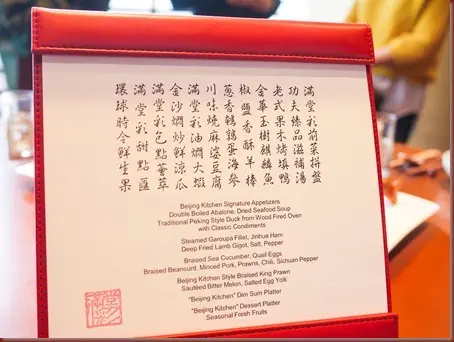 滿堂彩前菜拼盤
功夫臻品滋補湯
老式果木烤填鴨
金華玉樹麒麟魚
椒鹽香酥羊棒
蔥香鵪鶉蛋海參
川味燒麻婆豆腐
滿堂彩油燜大蝦
金沙燜炒鮮涼瓜
滿堂彩包點薈萃
滿堂彩甜點匯
環球時令鮮生果
Beijing Kitchen Signature Appetizers
Double Boiled Abalone, Dried Seafood Soup
Traditional Peking Style Duck from Wood Fired Oven
with Classic Condiments
Steamed Garoupa Fillet, Jinhua Ham
Deep Fried Lamb Gigot, Salt, Pepper
Braised Sea Cucumber, Quail Eggs
Braised Beancurd, Minced Pork, Prawns, Chili, Sichuan Pepper
Beijing Kitchen Style Braised King Prawn
Sautéed Bitter Melon, Salted Egg Yolk
"Beijing Kitchen" Dim Sum Platter
"Beijing Kitchen" Dessert Platter
Seasonal Fresh Fruits